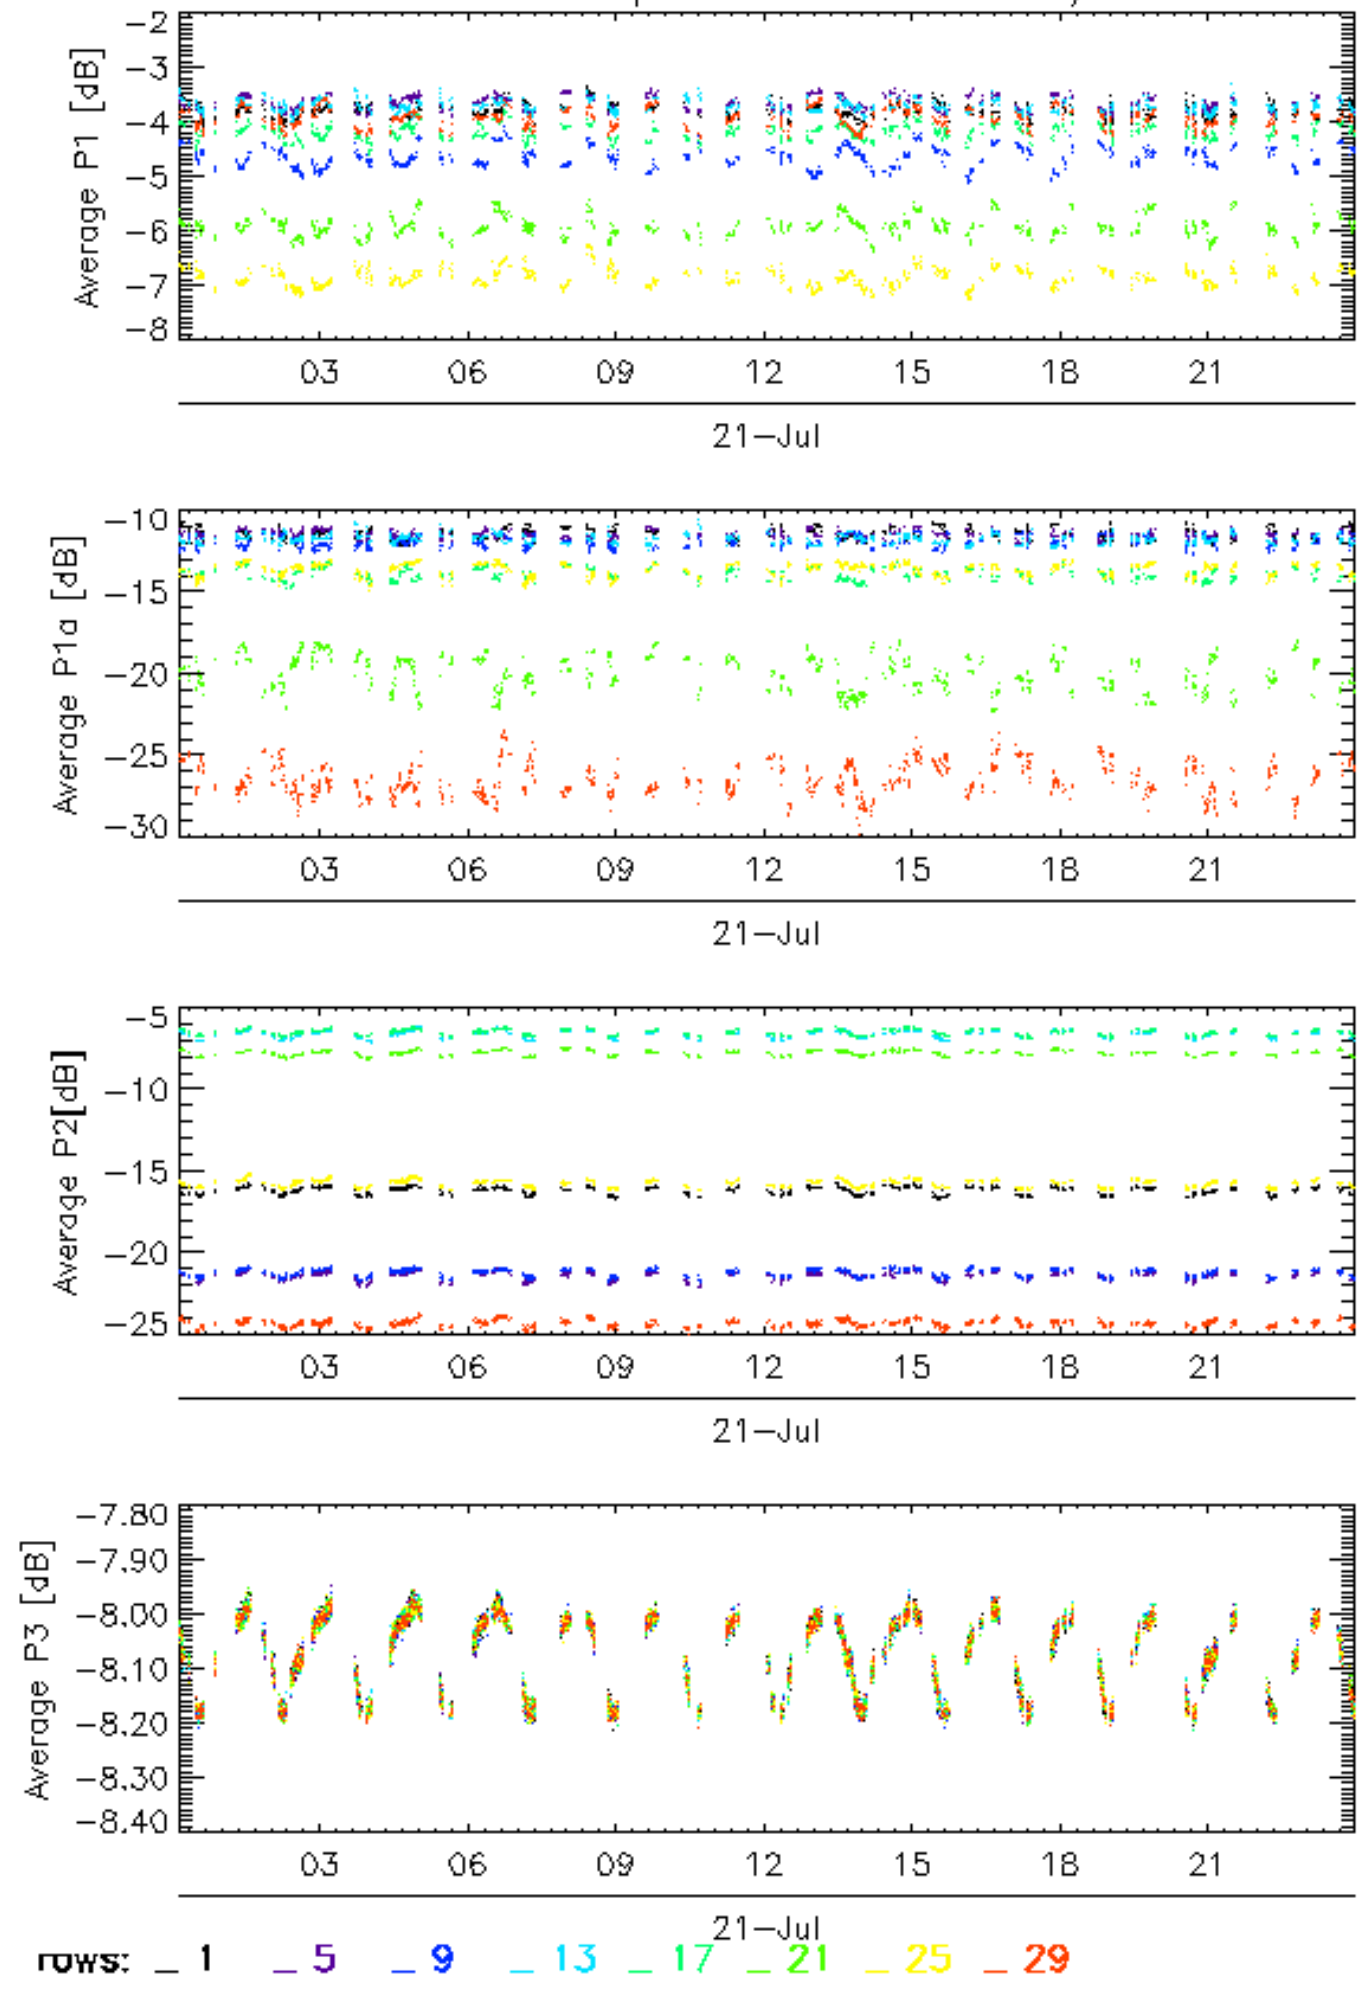 Average P1 [dB]
-2
-3
-4
-5
-6
-7
-8
03 06 09 12 15 18 21
21-Jul
Average P1a [dB]
-10
-15
-20
-25
-30
03 06 09 12 15 18 21
21-Jul
Average P2[dB]
-5
-10
-15
-20
-25
03 06 09 12 15 18 21
21-Jul
Average P3 [dB]
-7.80
-7.90
-8.00
-8.10
-8.20
-8.30
-8.40
03 06 09 12 15 18 21
21-Jul
rows: _ 1 _ 5 _ 9 _ 13 _ 17 _ 21 _ 25 _ 29